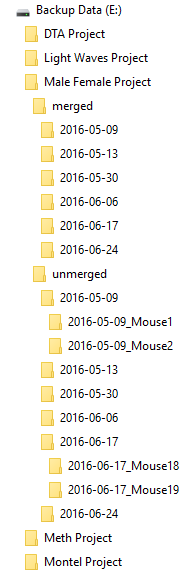 Backup Data (E:)
DTA Project
Light Waves Project
Male Female Project
merged
2016-05-09
2016-05-13
2016-05-30
2016-06-06
2016-06-17
2016-06-24
unmerged
2016-05-09
2016-05-09_Mouse1
2016-05-09_Mouse2
2016-05-13
2016-05-30
2016-06-06
2016-06-17
2016-06-17_Mouse18
2016-06-17_Mouse19
2016-06-24
Meth Project
Montel Project